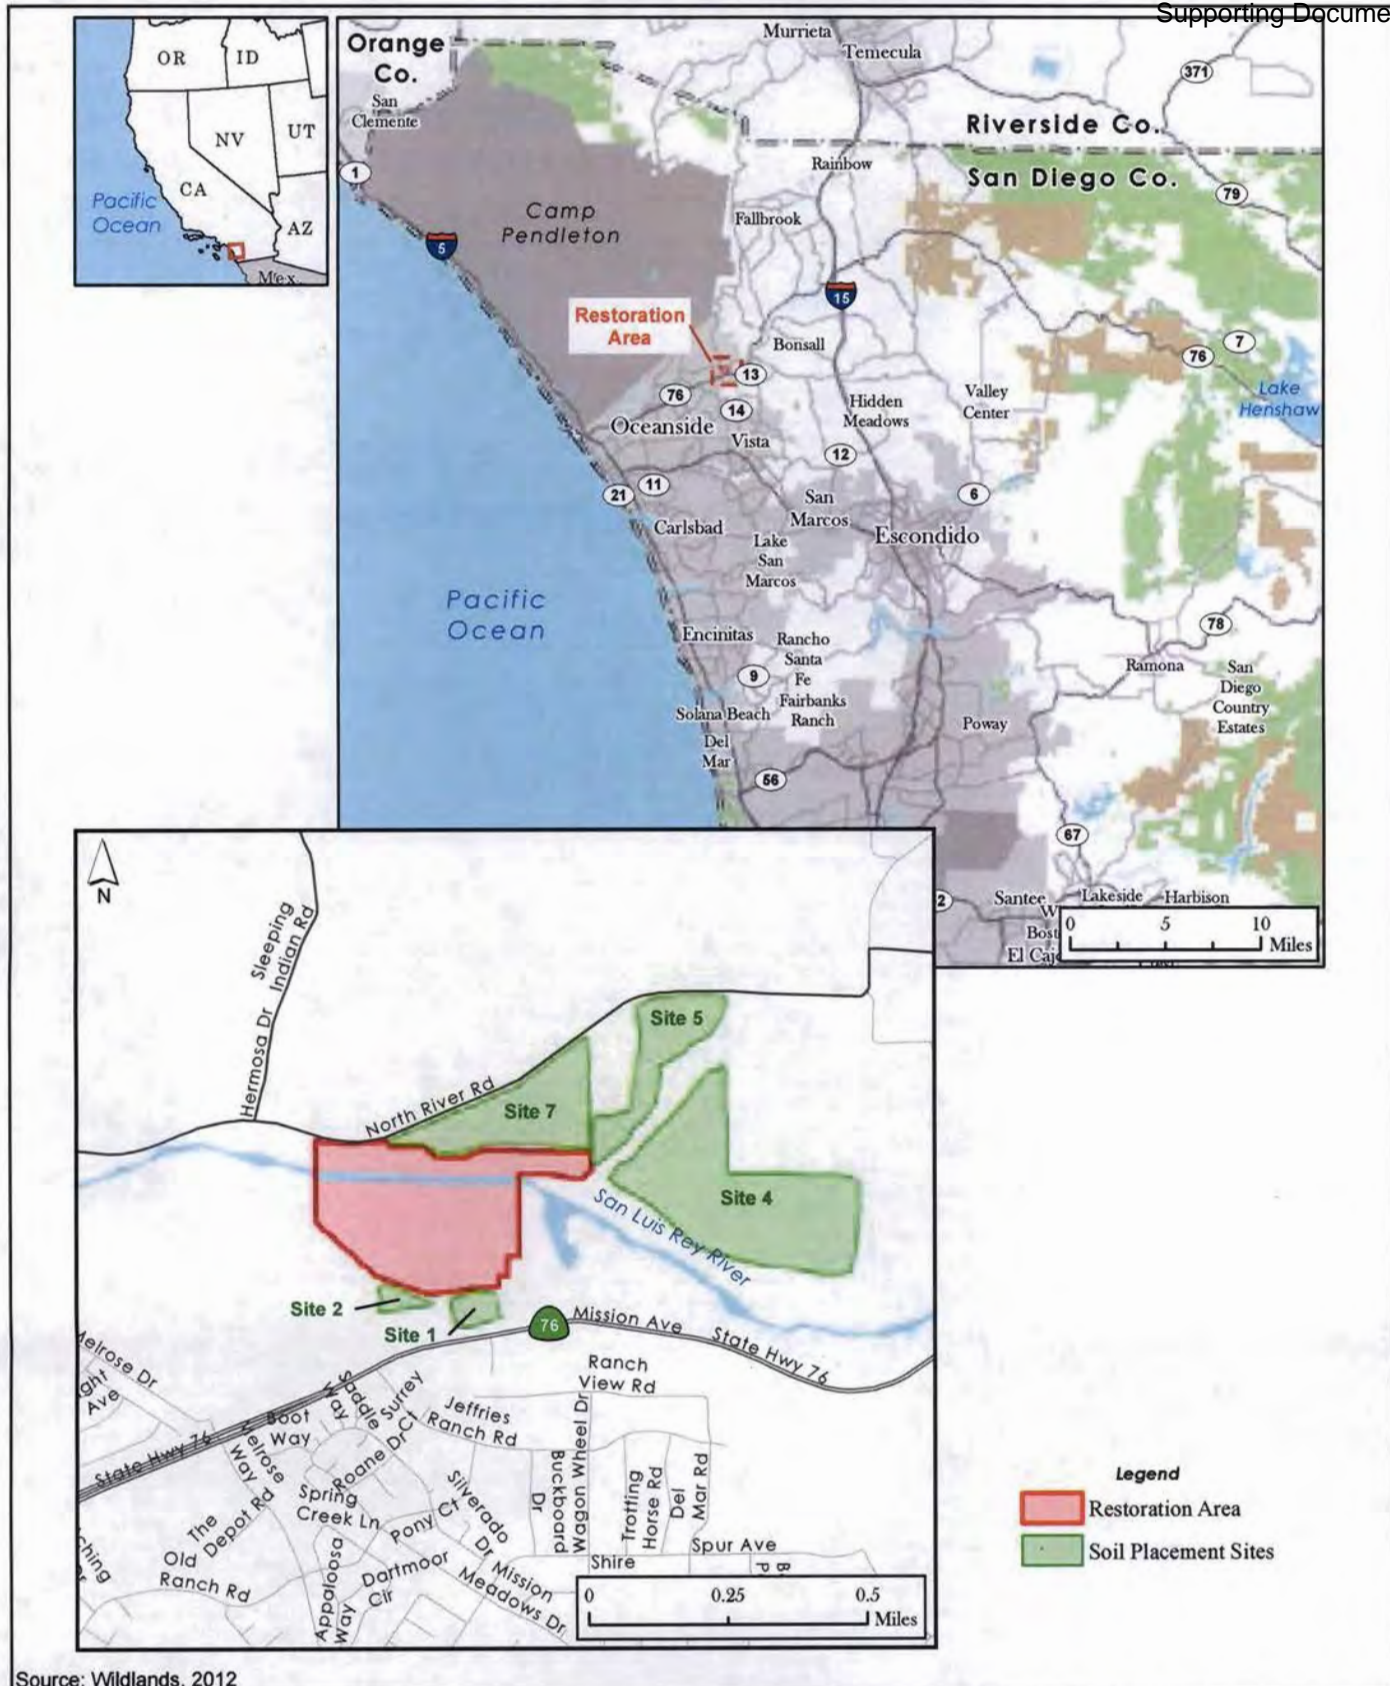 Supporting Docume
OR
ID
NV
UT
CA
AZ
Pacific
Ocean
Mex.
Orange
Co.
San
Clemente
1
5
Camp
Pendleton
Murrieta
Temecula
371
Riverside Co.
San Diego Co.
79
Rainbow
Fallbrook
15
Restoration
Area
Bonsall
13
76
7
76
14
Lake
Henshaw
Oceanside
Vista
Hidden
Meadows
Valley
Center
12
11
21
6
San
Marcos
Carlsbad
Escondido
Lake
San
Marcos
Pacific
Ocean
Encinitas
Rancho
Santa
Fe
78
Ramona
San
Diego
Country
Estates
9
Fairbanks
Ranch
Solana Beach
Poway
Del
Mar
56
67
2
Santee
Lakeside
Harbison
W
Bost
El Caj
0 5 10
Miles
N
Sleeping
Indian Rd
Hermosa Dr
North River Rd
Site 5
Site 7
Site 4
San Luis Rey River
Site 2
Site 1
76
Mission Ave
State Hwy 76
Melrose Dr
ght
Ave
State Hwy 76
Boot
Way
Saddle
Way
Surrey
Ct
Jeffries
Ranch Rd
Ranch
View Rd
Melrose
Way
Roane Dr
Spring
Creek Ln
Silverado
Dr
Buckboard
Dr
Wagon Wheel Dr
Trotting
Horse Rd
Del
Mar Rd
The
Depot Rd
Pony Ct
Old
Ranch Rd
Appaloosa
Way
Dartmoor
Cir
Mission
Meadows Dr
Shire
Spur Ave
ching
0 0.25 0.5
Miles
Legend
Restoration Area
Soil Placement Sites
Source: Wildlands, 2012